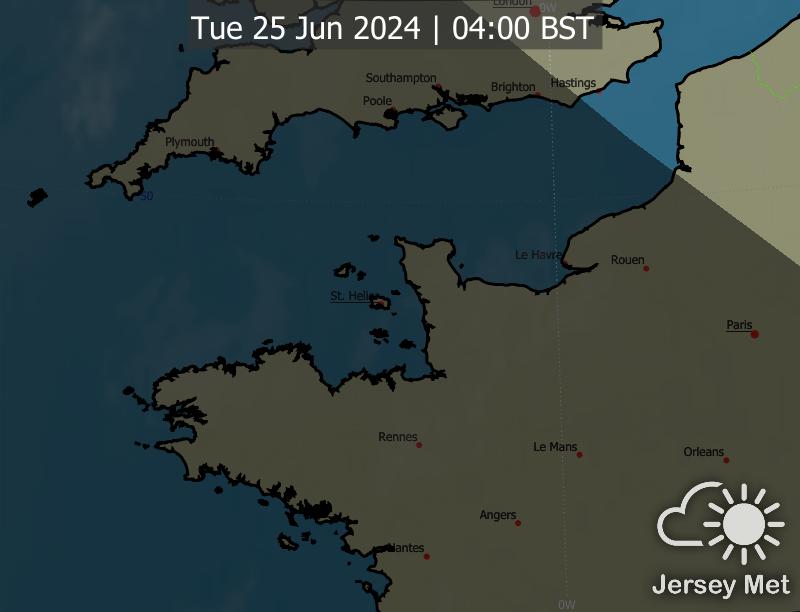 London
0W
Tue 25 Jun 2024 | 04:00 BST
Southampton
Brighton
Hastings
Poole
Plymouth
50
Le Havre
Rouen
St. Helier
Paris
Rennes
Le Mans
Orleans
Angers
Nantes
Jersey Met
0W